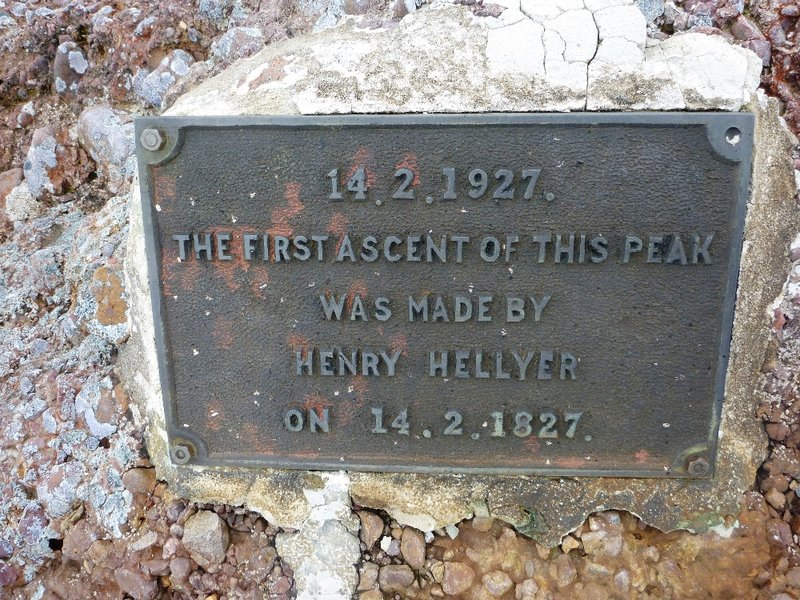 14.2.1927.
THE FIRST ASCENT OF THIS PEAK
WAS MADE BY
HENRY HELLYER
ON 14.2.1827.